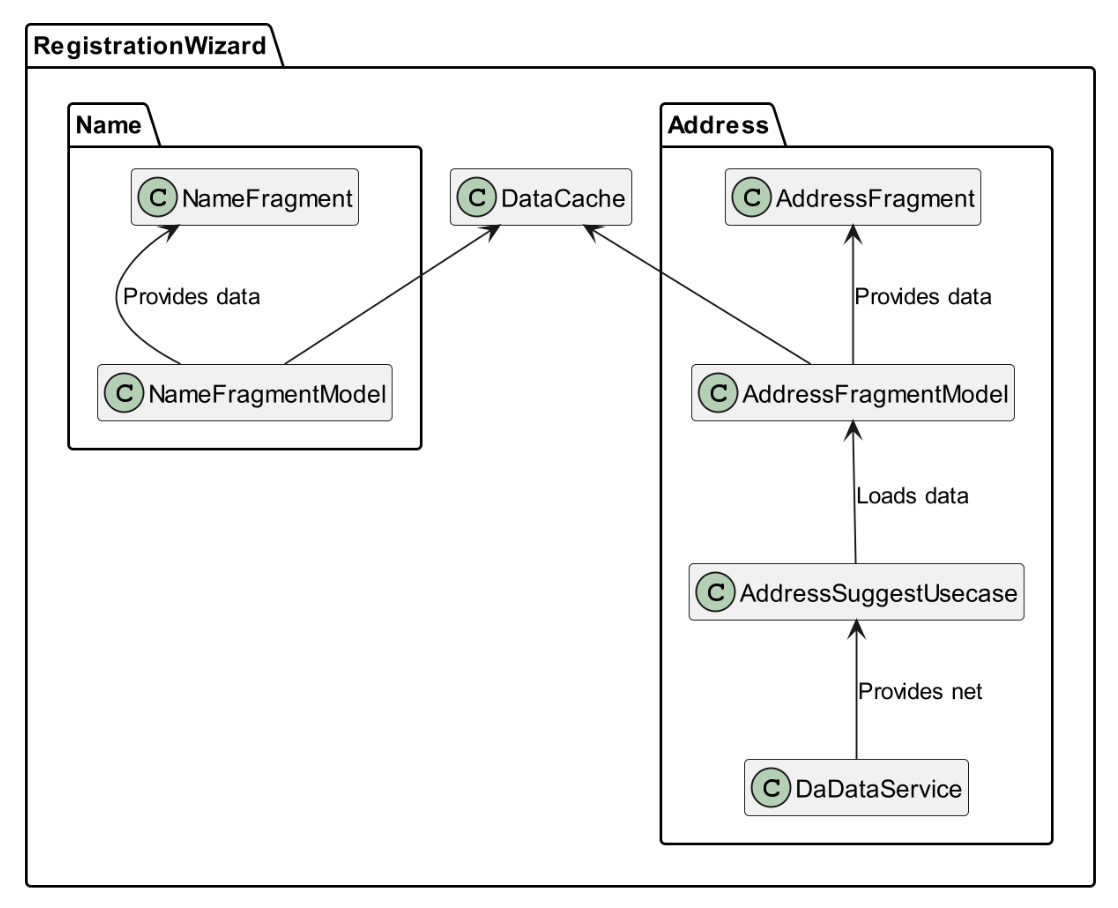 RegistrationWizard
Name
Address
C NameFragment
C DataCache
C AddressFragment
Provides data
Provides data
C NameFragmentModel
C AddressFragmentModel
Loads data
C AddressSuggestUsecase
Provides net
C DaDataService